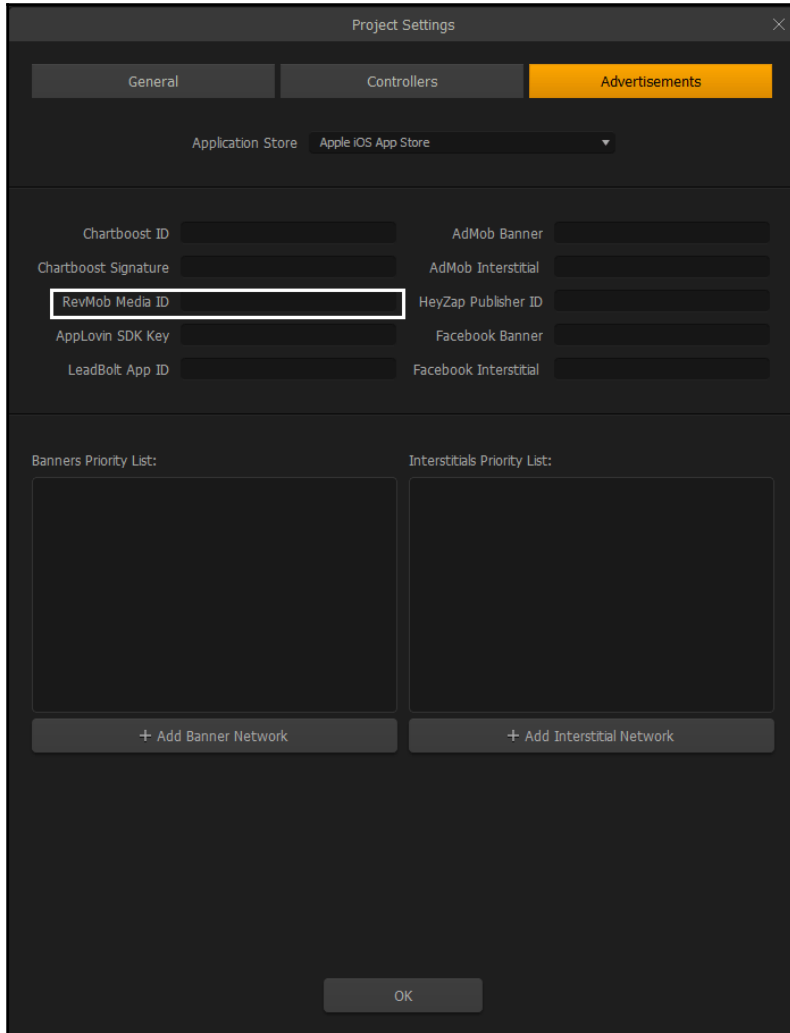 Project Settings
General
Controllers
Advertisements
Application Store
Apple iOS App Store
Chartboost ID
AdMob Banner
Chartboost Signature
AdMob Interstitial
RevMob Media ID
HeyZap Publisher ID
AppLovin SDK Key
Facebook Banner
LeadBolt App ID
Facebook Interstitial
Banners Priority List:
Interstitials Priority List:
+ Add Banner Network
+ Add Interstitial Network
OK